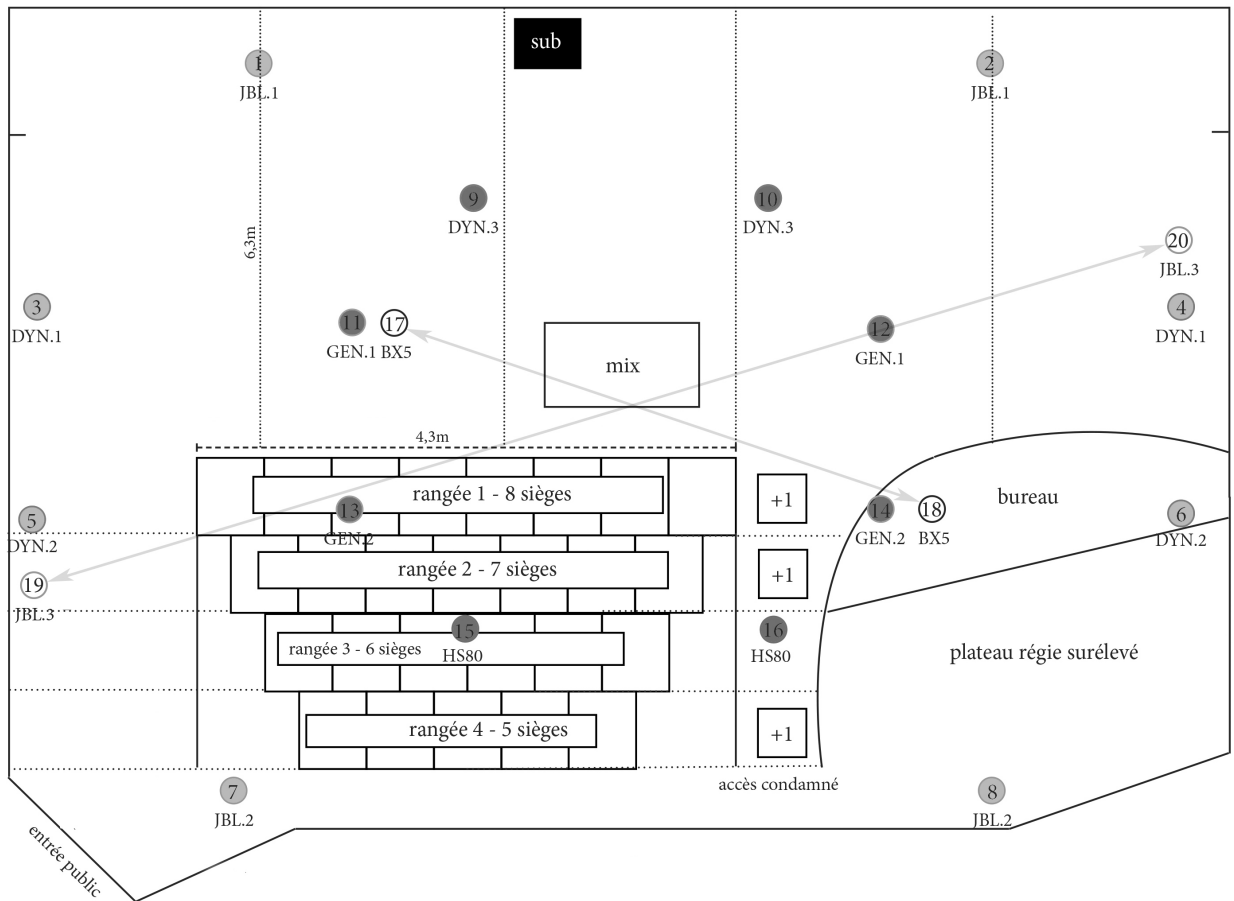 sub
1
JBL.1
2
JBL.1
9
DYN.3
10
DYN.3
6,3m
20
JBL.3
3
DYN.1
11
GEN.1
17
BX5
mix
12
GEN.1
4
DYN.1
4,3m
rangée 1 - 8 sièges
+1
bureau
13
GEN.2
14
GEN.2
18
BX5
5
DYN.2
6
DYN.2
rangée 2 - 7 sièges
+1
19
JBL.3
15
HS80
16
HS80
rangée 3 - 6 sièges
plateau régie surélevé
rangée 4 - 5 sièges
+1
accès condamné
7
JBL.2
8
JBL.2
entrée public